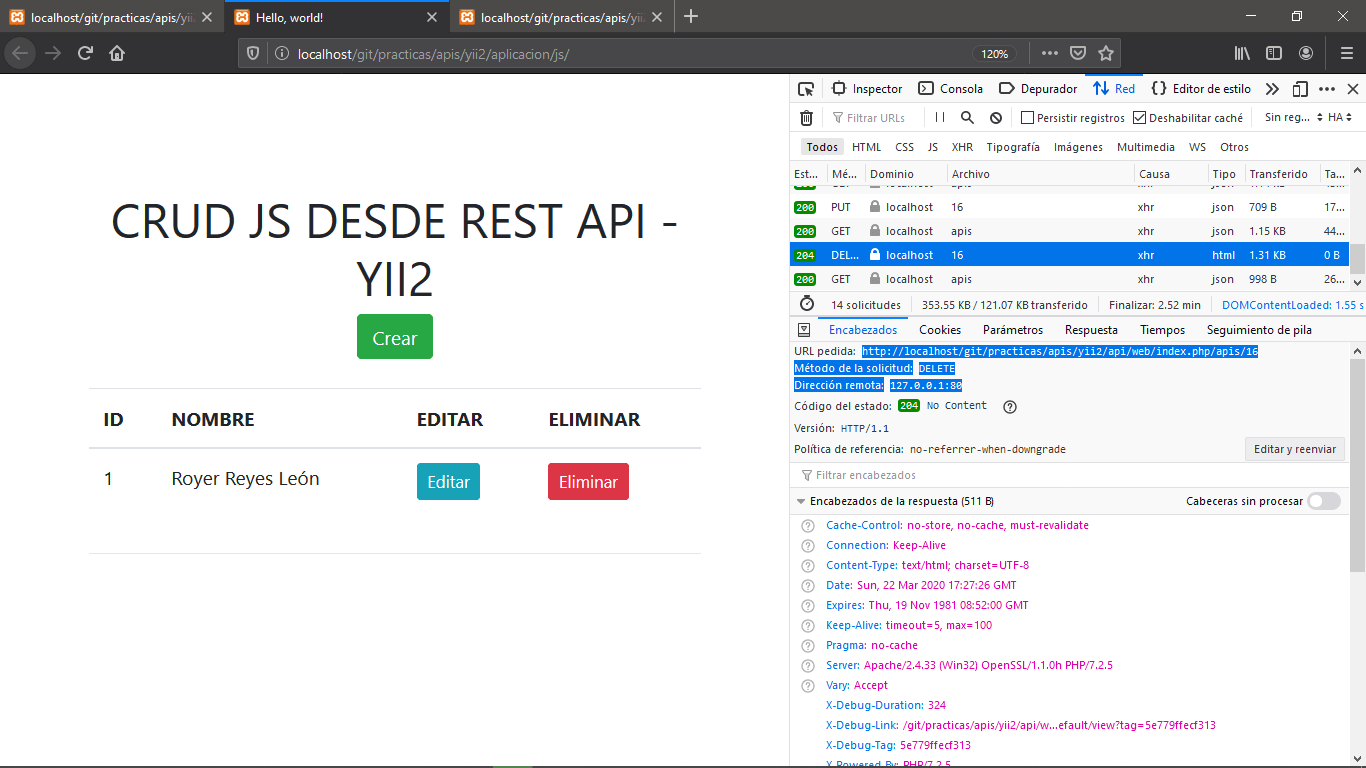 localhost/git/practicas/apis/yii
Hello, world!
localhost/git/practicas/apis/yii
localhost/git/practicas/apis/yii2/aplicacion/js/
120%
CRUD JS DESDE REST API -
YII2
Crear
ID NOMBRE EDITAR ELIMINAR
1 Royer Reyes León Editar Eliminar
Inspector Consola Depurador Red Editor de estilo
Filtrar URLs Persistir registros Deshabilitar caché Sin reg... HA
Todos HTML CSS JS XHR Tipografía Imágenes Multimedia WS Otros
Est... Mé... Dominio Archivo Causa Tipo Transferido Ta...
200 PUT localhost 16 xhr json 709 B 17...
200 GET localhost apis xhr json 1.15 KB 44...
204 DEL... localhost 16 xhr html 1.31 KB 0 B
200 GET localhost apis xhr json 998 B 26...
14 solicitudes 353.55 KB / 121.07 KB transferido Finalizar: 2.52 min DOMContentLoaded: 1.55 s
Encabezados Cookies Parámetros Respuesta Tiempos Seguimiento de pila
URL pedida: http://localhost/git/practicas/apis/yii2/api/web/index.php/apis/16
Método de la solicitud: DELETE
Dirección remota: 127.0.0.1:80
Código del estado: 204 No Content
Versión: HTTP/1.1
Política de referencia: no-referrer-when-downgrade Editar y reenviar
Filtrar encabezados
Encabezados de la respuesta (511 B) Cabeceras sin procesar
Cache-Control: no-store, no-cache, must-revalidate
Connection: Keep-Alive
Content-Type: text/html; charset=UTF-8
Date: Sun, 22 Mar 2020 17:27:26 GMT
Expires: Thu, 19 Nov 1981 08:52:00 GMT
Keep-Alive: timeout=5, max=100
Pragma: no-cache
Server: Apache/2.4.33 (Win32) OpenSSL/1.1.0h PHP/7.2.5
Vary: Accept
X-Debug-Duration: 324
X-Debug-Link: /git/practicas/apis/yii2/api/w...efault/view?tag=5e779ffecf313
X-Debug-Tag: 5e779ffecf313
X-Powered-By: PHP/7.2.5